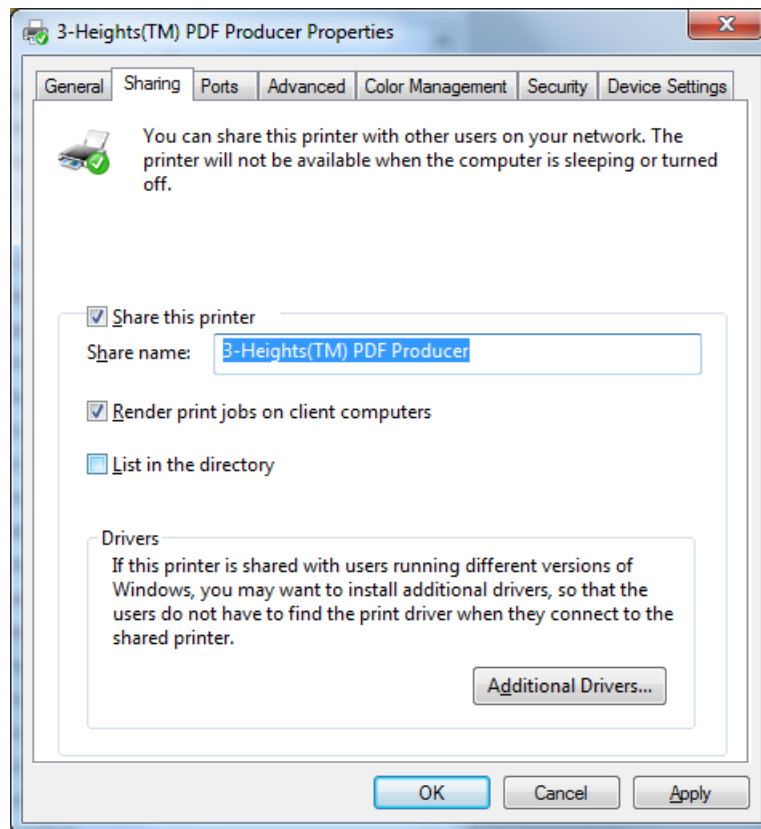 3-Heights(TM) PDF Producer Properties
General Sharing Ports Advanced Color Management Security Device Settings
You can share this printer with other users on your network. The
printer will not be available when the computer is sleeping or turned
off.
Share this printer
Share name: 3-Heights(TM) PDF Producer
Render print jobs on client computers
List in the directory
Drivers
If this printer is shared with users running different versions of
Windows, you may want to install additional drivers, so that the
users do not have to find the print driver when they connect to the
shared printer.
Additional Drivers...
OK Cancel Apply